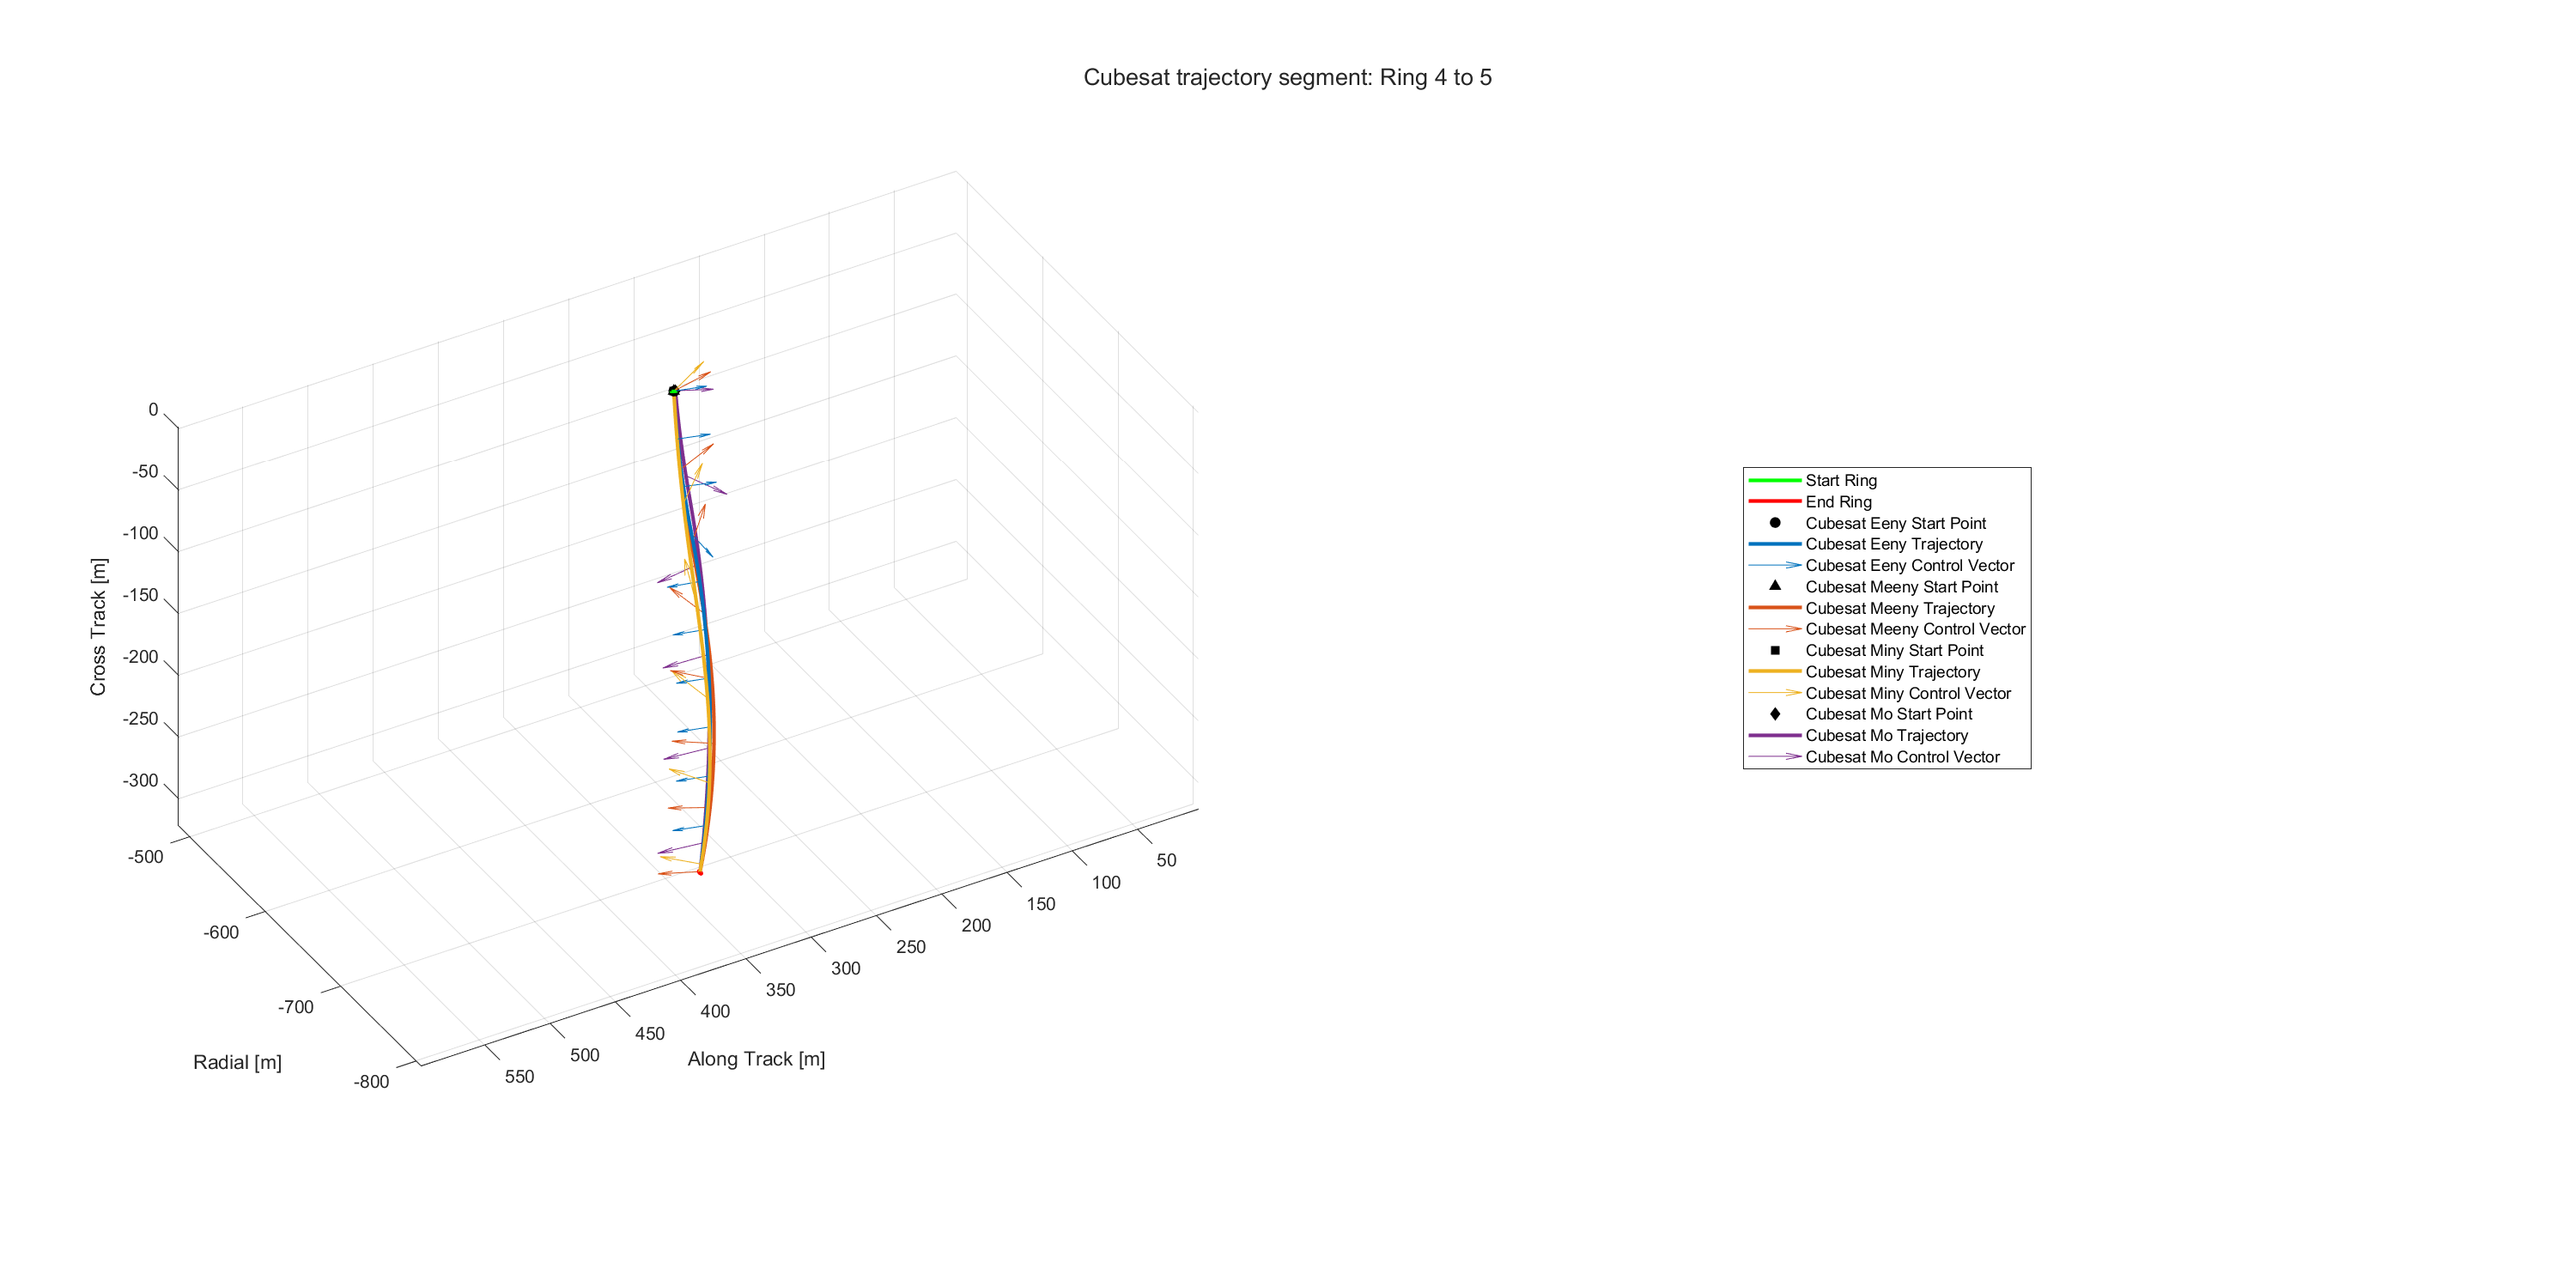 Cubesat trajectory segment: Ring 4 to 5
0
-50
-100
-150
-200
-250
-300
Cross Track [m]
-500
-600
-700
-800
Radial [m]
550
500
450
400
350
300
250
200
150
100
50
Along Track [m]
Start Ring
End Ring
Cubesat Eeny Start Point
Cubesat Eeny Trajectory
Cubesat Eeny Control Vector
Cubesat Meeny Start Point
Cubesat Meeny Trajectory
Cubesat Meeny Control Vector
Cubesat Miny Start Point
Cubesat Miny Trajectory
Cubesat Miny Control Vector
Cubesat Mo Start Point
Cubesat Mo Trajectory
Cubesat Mo Control Vector